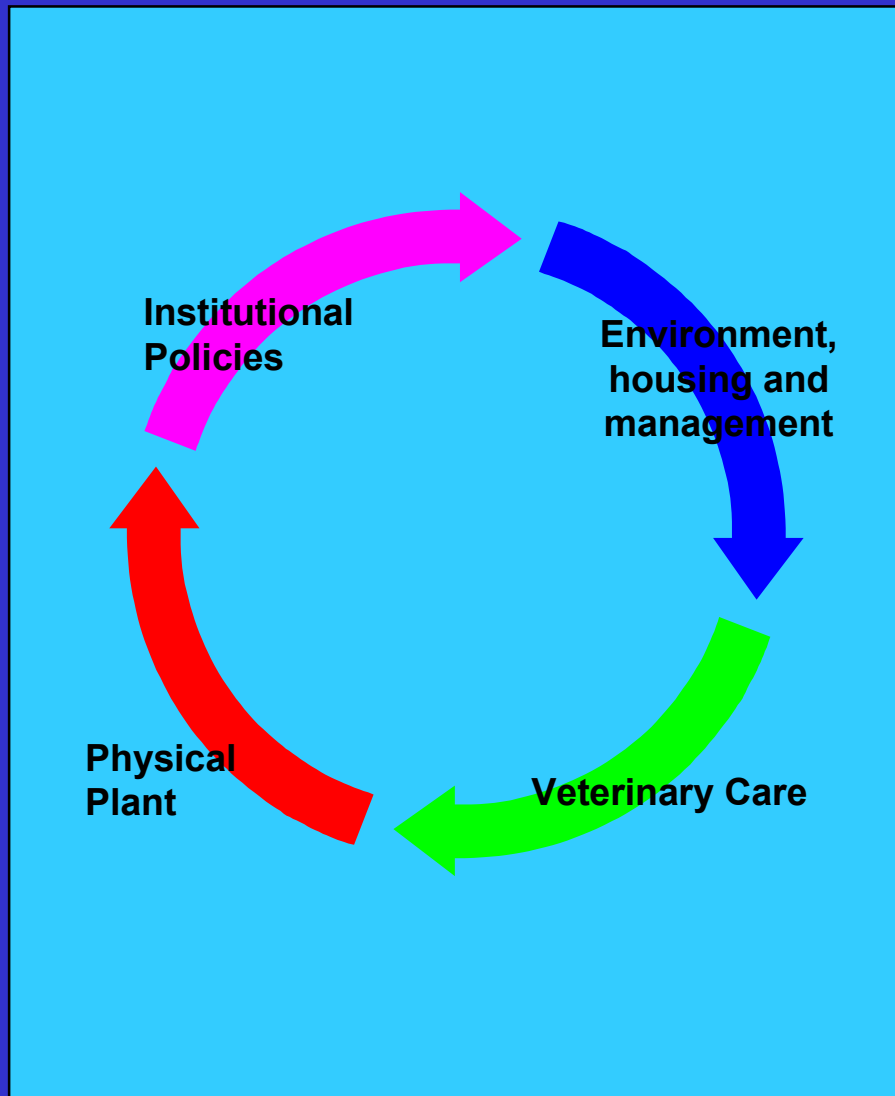 Institutional
Policies
Environment,
housing and
management
Physical
Plant
Veterinary Care